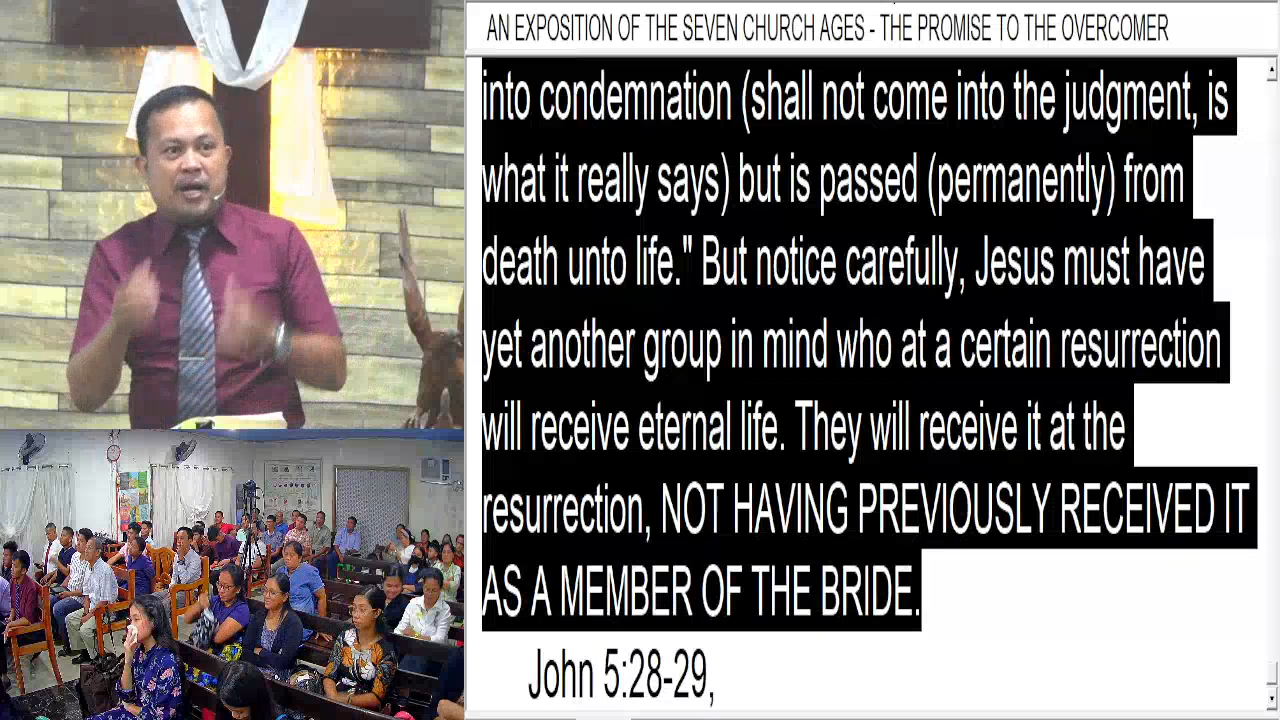 AN EXPOSITION OF THE SEVEN CHURCH AGES - THE PROMISE TO THE OVERCOMER
into condemnation (shall not come into the judgment, is
what it really says) but is passed (permanently) from
death unto life." But notice carefully, Jesus must have
yet another group in mind who at a certain resurrection
will receive eternal life. They will receive it at the
resurrection, NOT HAVING PREVIOUSLY RECEIVED IT
AS A MEMBER OF THE BRIDE.
John 5:28-29,